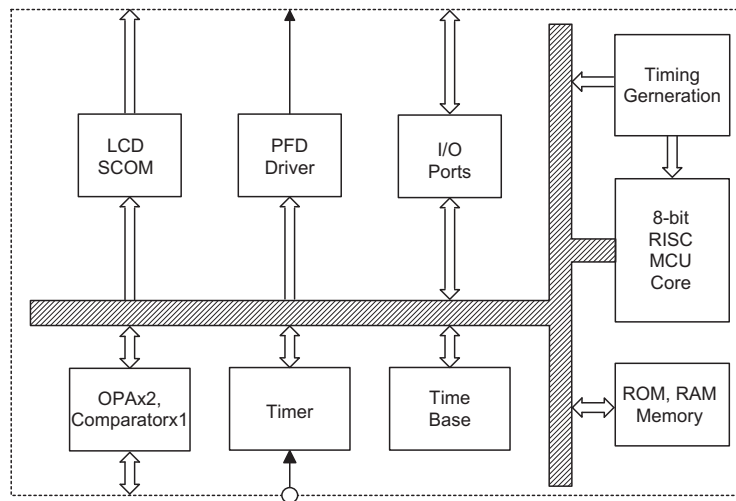 Timing
Gerneration
LCD
SCOM
PFD
Driver
I/O
Ports
8-bit
RISC
MCU
Core
OPAx2,
Comparatorx1
Timer
Time
Base
ROM, RAM
Memory